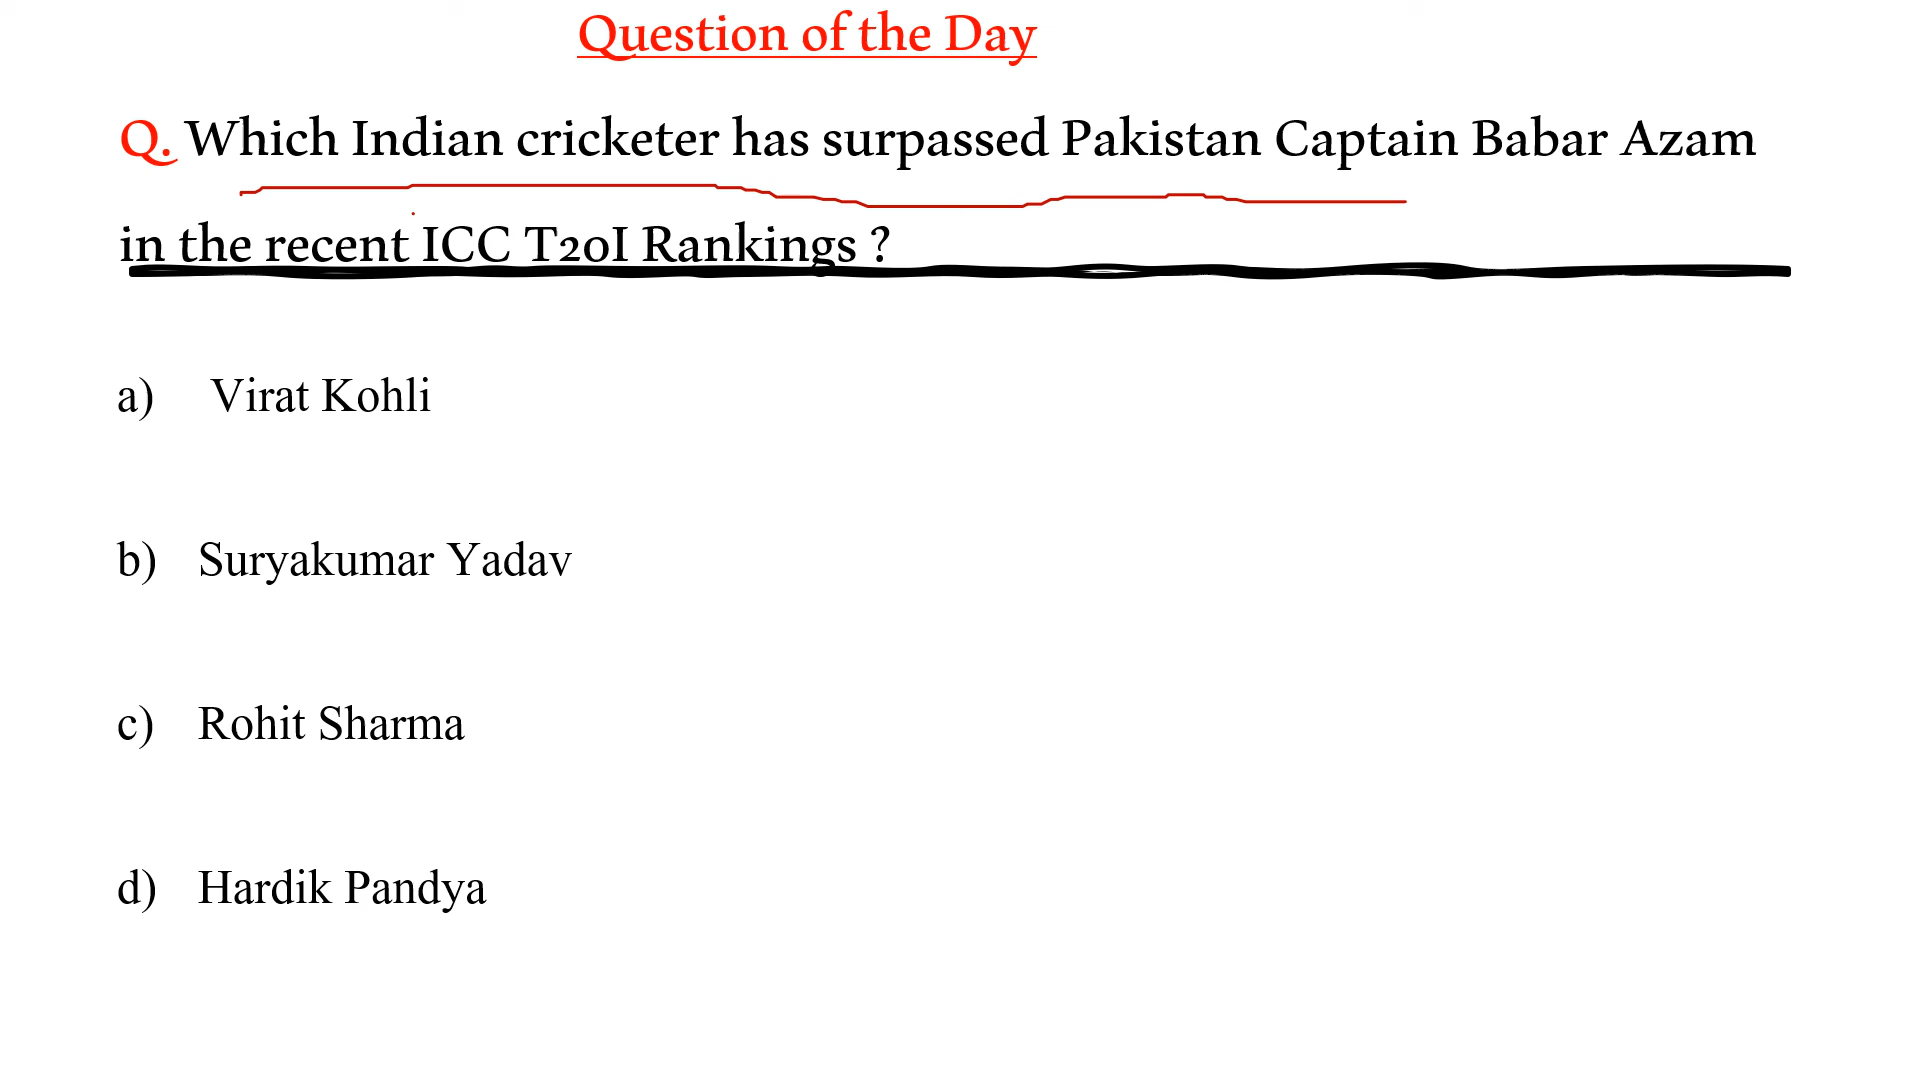 Question of the Day
Q. Which Indian cricketer has surpassed Pakistan Captain Babar Azam
in the recent ICC T20I Rankings ?
a) Virat Kohli
b) Suryakumar Yadav
c) Rohit Sharma
d) Hardik Pandya